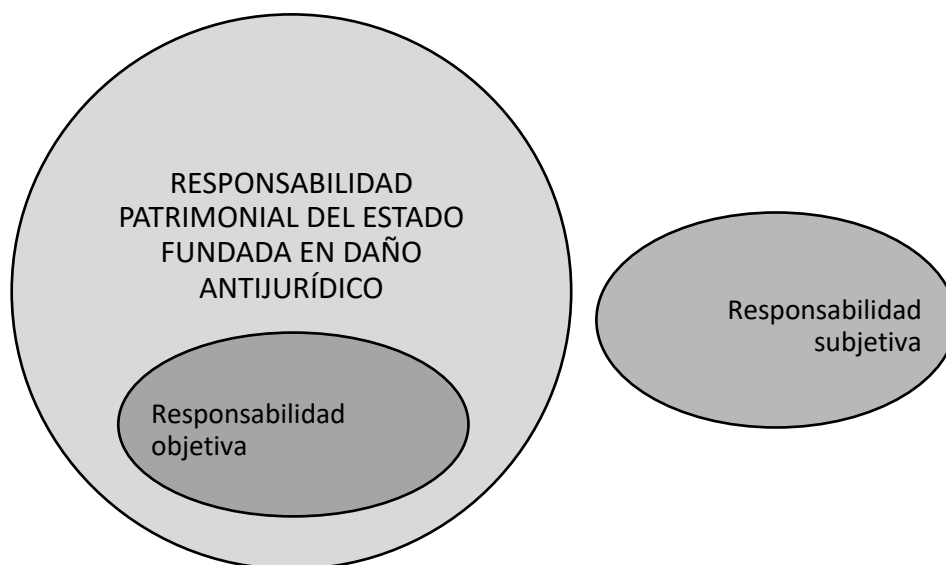 RESPONSABILIDAD
PATRIMONIAL DEL ESTADO
FUNDADA EN DAÑO
ANTIJURÍDICO
Responsabilidad
subjetiva
Responsabilidad
objetiva